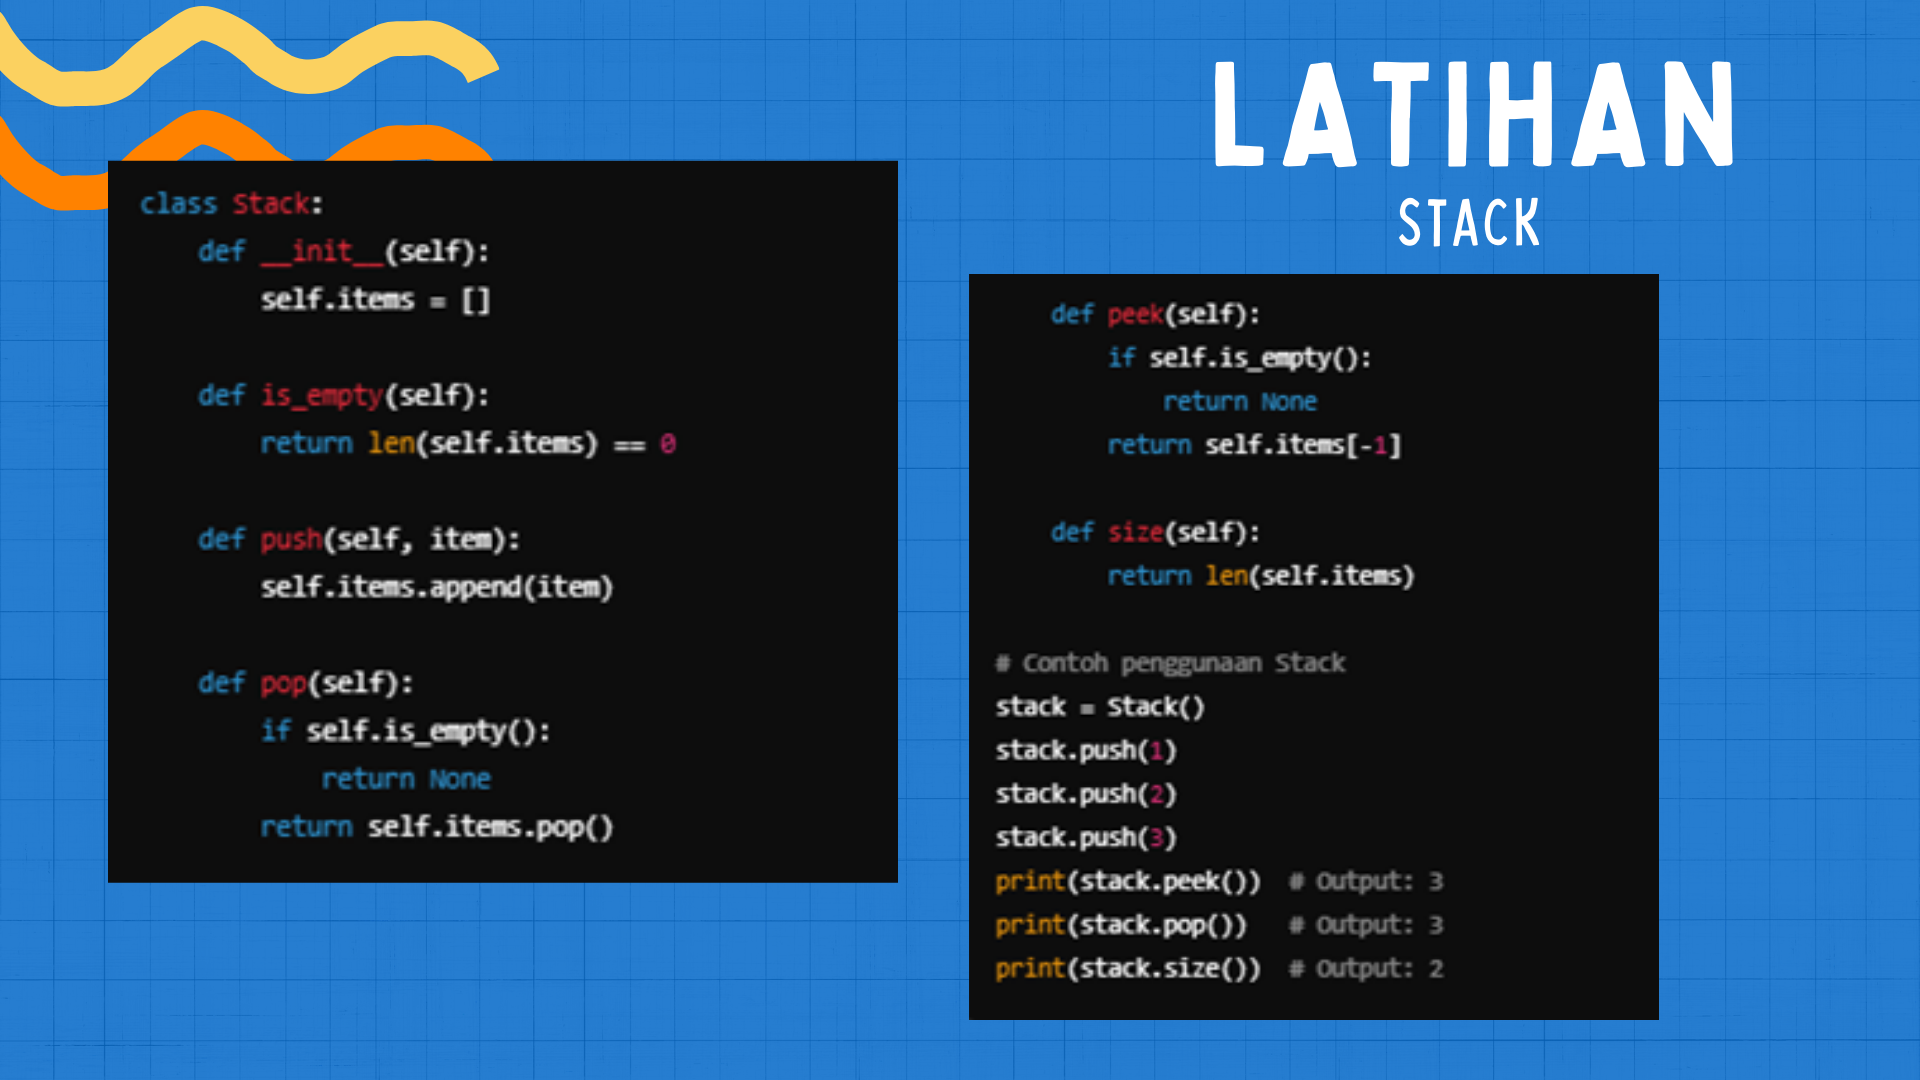 LATIHAN
STACK
class Stack:
    def __init__(self):
        self.items = []
    def is_empty(self):
        return len(self.items) == 0
    def push(self, item):
        self.items.append(item)
    def pop(self):
        if self.is_empty():
            return None
        return self.items.pop()
    def peek(self):
        if self.is_empty():
            return None
        return self.items[-1]
    def size(self):
        return len(self.items)
# Contoh penggunaan Stack
stack = Stack()
stack.push(1)
stack.push(2)
stack.push(3)
print(stack.peek())  # Output: 3
print(stack.pop())   # Output: 3
print(stack.size())  # Output: 2